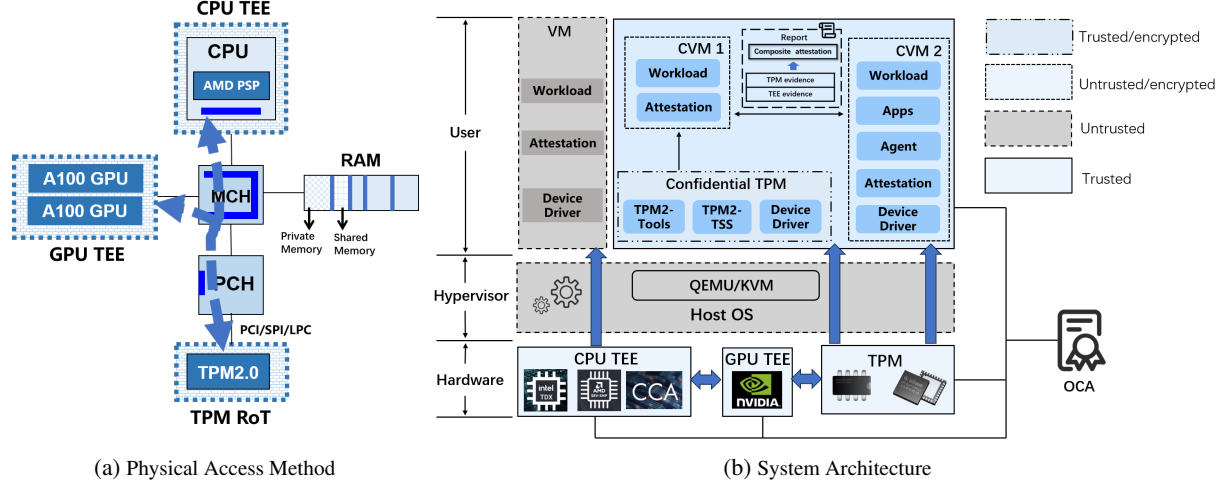 CPU TEE
CPU
AMD PSP
A100 GPU
A100 GPU
GPU TEE
MCH
RAM
Private
Memory
Shared
Memory
PCH
PCI/SPI/LPC
TPM2.0
TPM RoT
(a) Physical Access Method
User
Hypervisor
Hardware
VM
Workload
Attestation
Device
Driver
CVM 1
Workload
Attestation
Report
Composite attestation
TPM evidence
TEE evidence
CVM 2
Workload
Apps
Agent
Attestation
Device
Driver
Confidential TPM
TPM2-
Tools
TPM2-
TSS
Device
Driver
QEMU/KVM
Host OS
CPU TEE
intel
TDX
AMD
SEV-SNP
CCA
GPU TEE
NVIDIA
TPM
OCA
Trusted/encrypted
Untrusted/encrypted
Untrusted
Trusted
(b) System Architecture